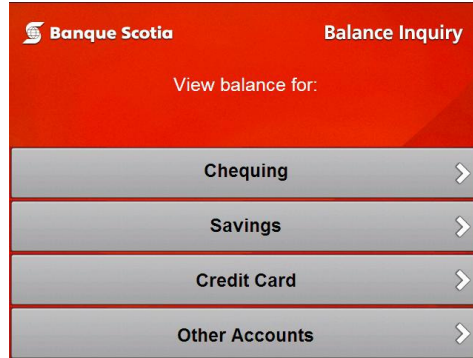 Banque Scotia
Balance Inquiry
View balance for:
Chequing
Savings
Credit Card
Other Accounts